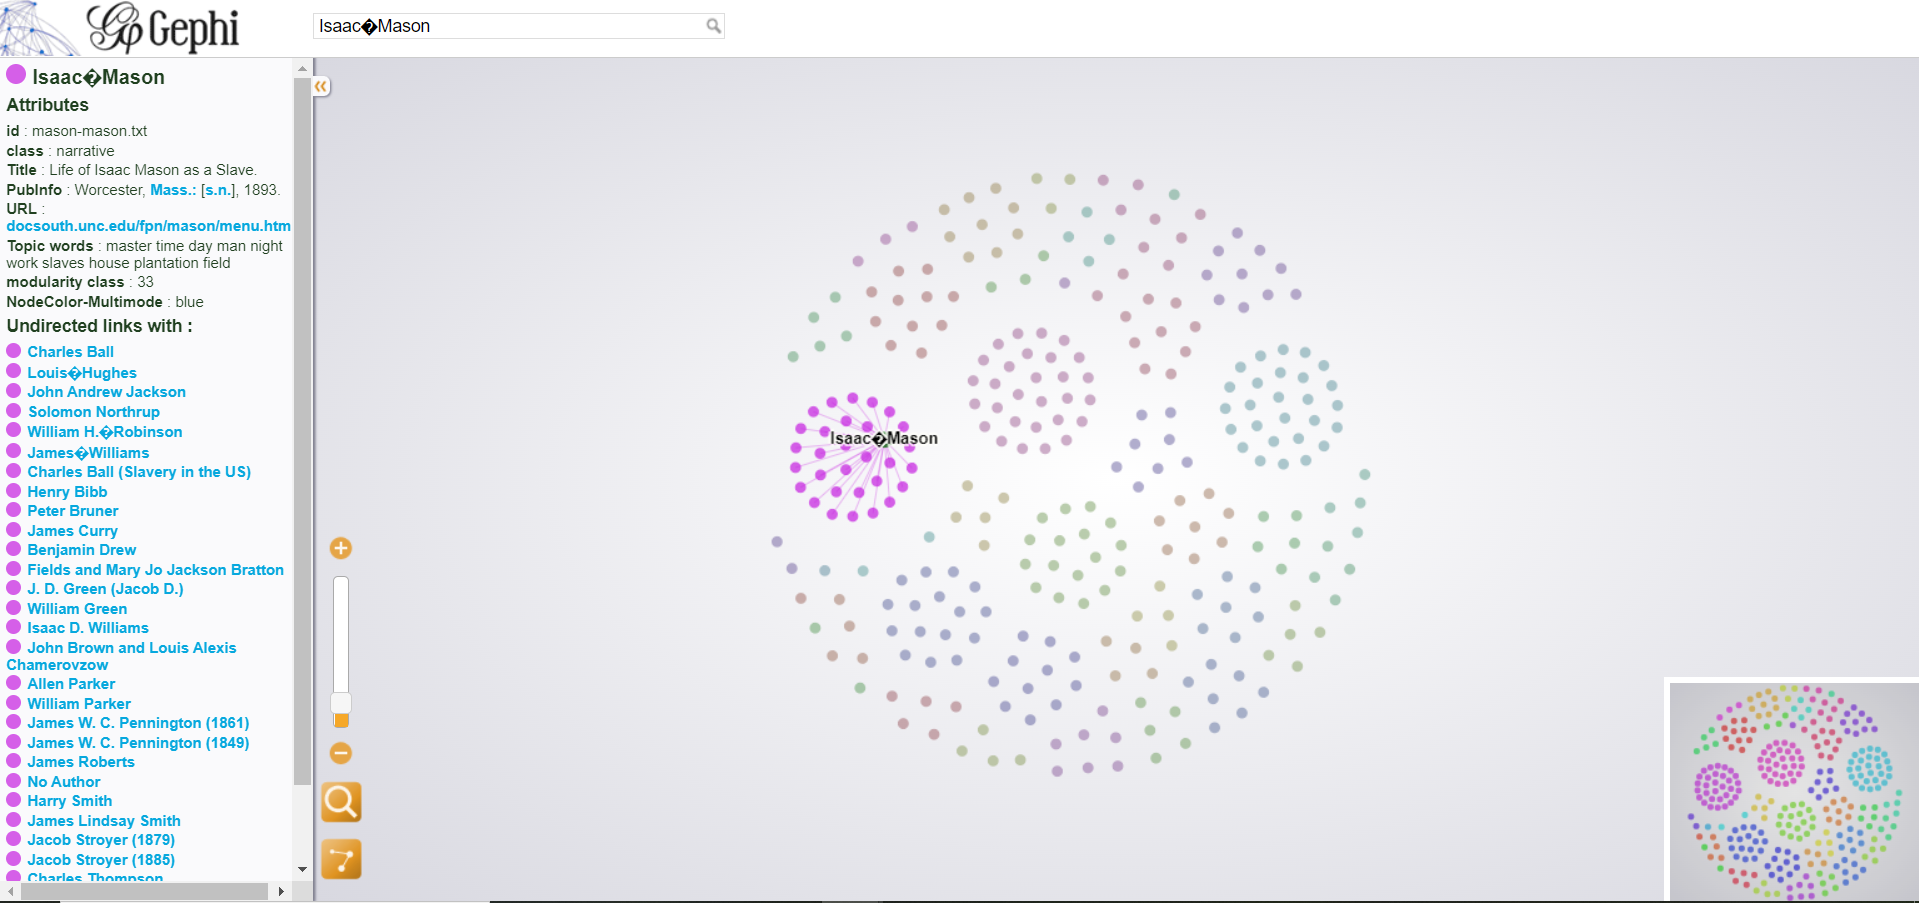 Gephi
Isaac�Mason
Isaac�Mason
Attributes
id : mason-mason.txt
class : narrative
Title : Life of Isaac Mason as a Slave.
PubInfo : Worcester, Mass.: [s.n.], 1893.
URL :
docsouth.unc.edu/fpn/mason/menu.htm
Topic words : master time day man night
work slaves house plantation field
modularity class : 33
NodeColor-Multimode : blue
Undirected links with :
Charles Ball
Louis�Hughes
John Andrew Jackson
Solomon Northrup
William H.�Robinson
James�Williams
Charles Ball (Slavery in the US)
Henry Bibb
Peter Bruner
James Curry
Benjamin Drew
Fields and Mary Jo Jackson Bratton
J. D. Green (Jacob D.)
William Green
Isaac D. Williams
John Brown and Louis Alexis
Chamerovzow
Allen Parker
William Parker
James W. C. Pennington (1861)
James W. C. Pennington (1849)
James Roberts
No Author
Harry Smith
James Lindsay Smith
Jacob Stroyer (1879)
Jacob Stroyer (1885)
Charles Thompson
Isaac�Mason